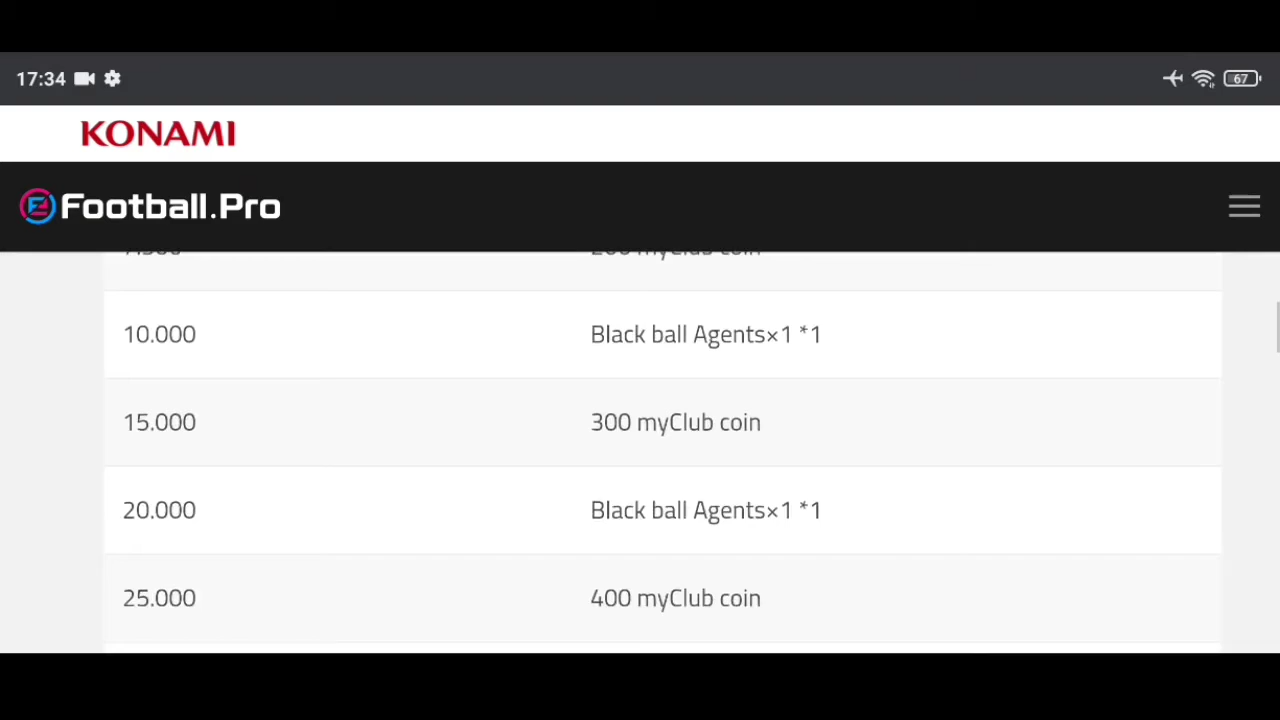 17:34
67
KONAMI
Football.Pro
10.000 Black ball Agents×1 *1
15.000 300 myClub coin
20.000 Black ball Agents×1 *1
25.000 400 myClub coin